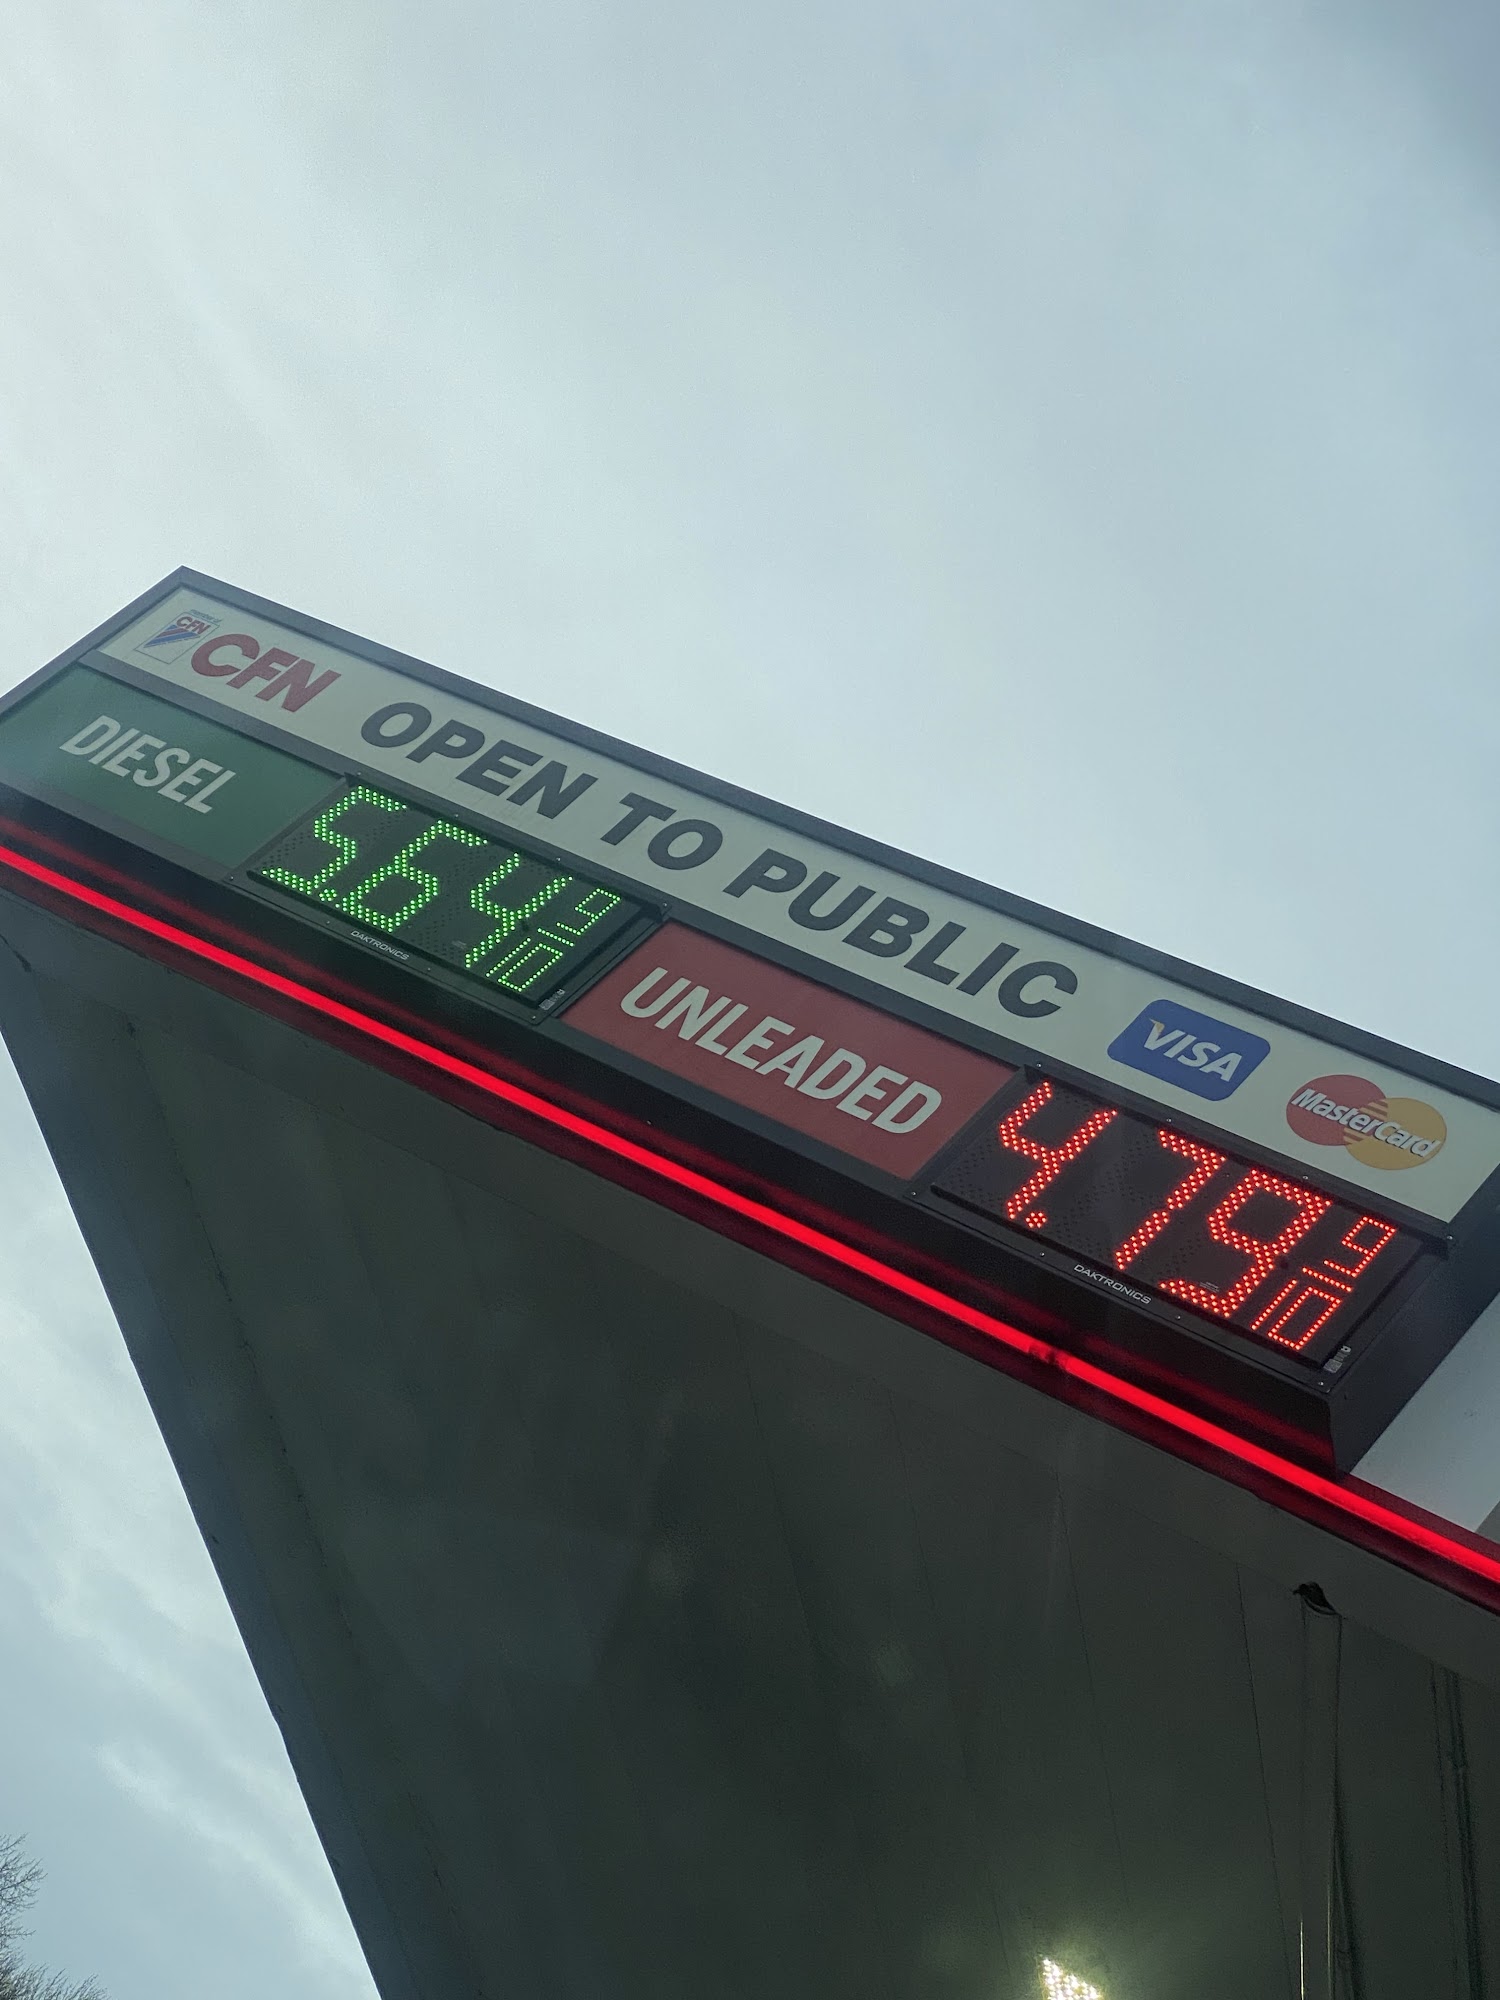 CFN
CFN OPEN TO PUBLIC VISA MasterCard
DIESEL 5.64 9/10
DAKTRONICS
UNLEADED 4.79 9/10
DAKTRONICS